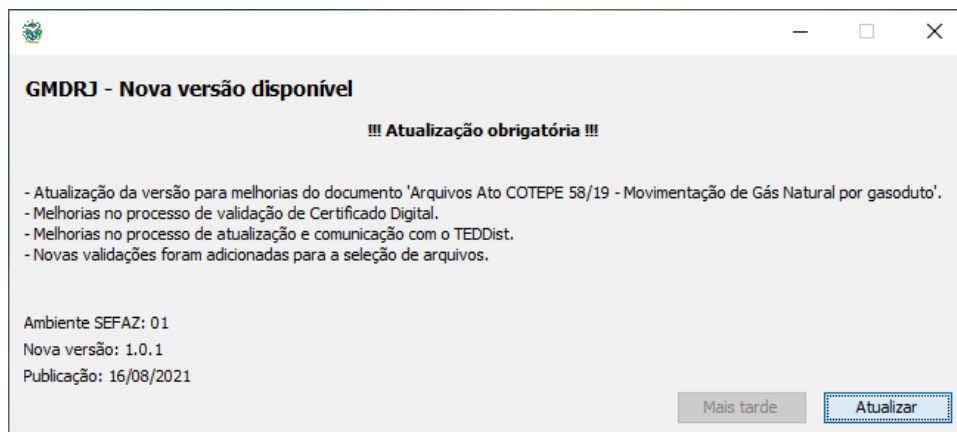 GMDRJ - Nova versão disponível
!!! Atualização obrigatória !!!
- Atualização da versão para melhorias do documento 'Arquivos Ato COTEPE 58/19 - Movimentação de Gás Natural por gasoduto'.
- Melhorias no processo de validação de Certificado Digital.
- Melhorias no processo de atualização e comunicação com o TEDDist.
- Novas validações foram adicionadas para a seleção de arquivos.
Ambiente SEFAZ: 01
Nova versão: 1.0.1
Publicação: 16/08/2021
Mais tarde Atualizar